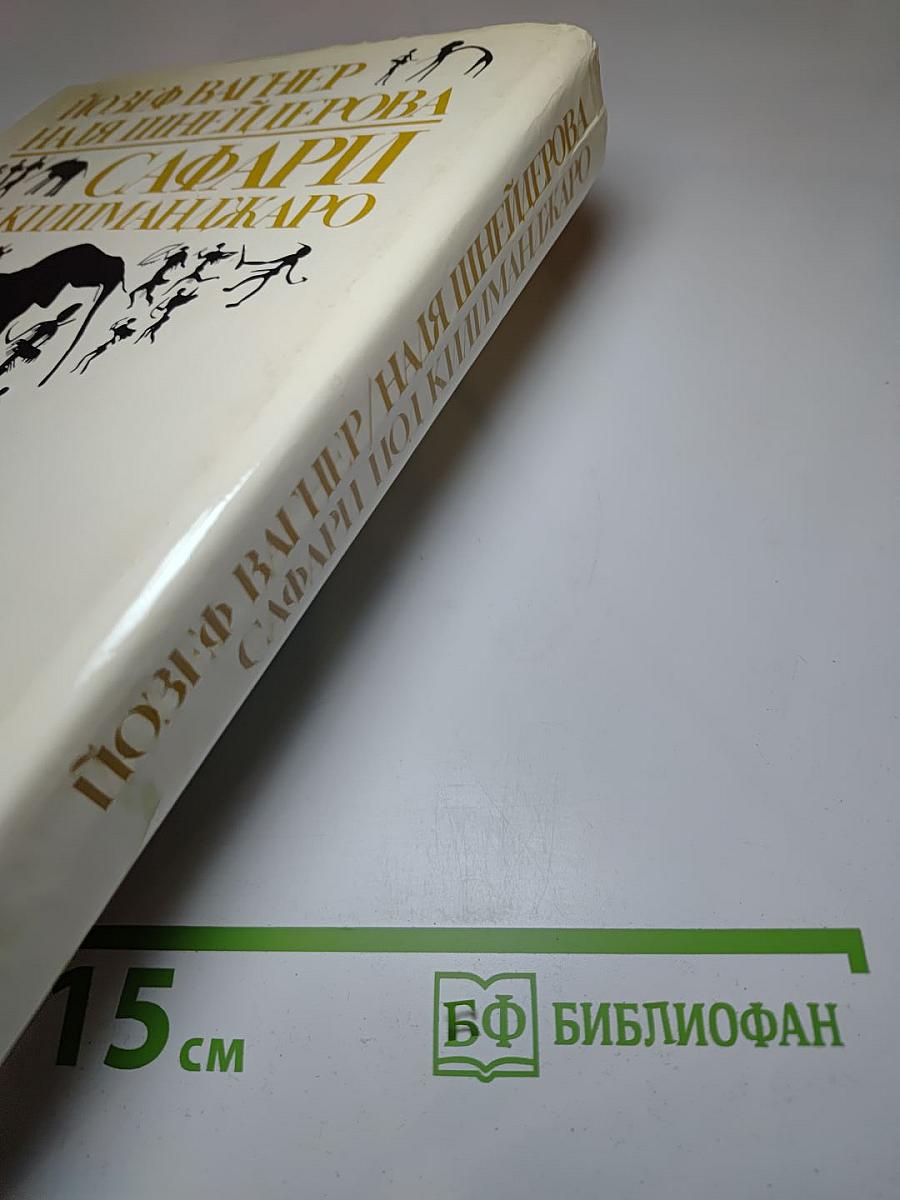 ЙОЗЕФ ВАГНЕР
НАДЯ ШНЕЙДЕРОВА
САФАРИ
КИЛИМАНДЖАРО
ЙОЗЕФ ВАГНЕР/НАДЯ ШНЕЙДЕРОВА
САФАРИ ПОД КИЛИМАНДЖАРО
15 см
БФ БИБЛИОФАН